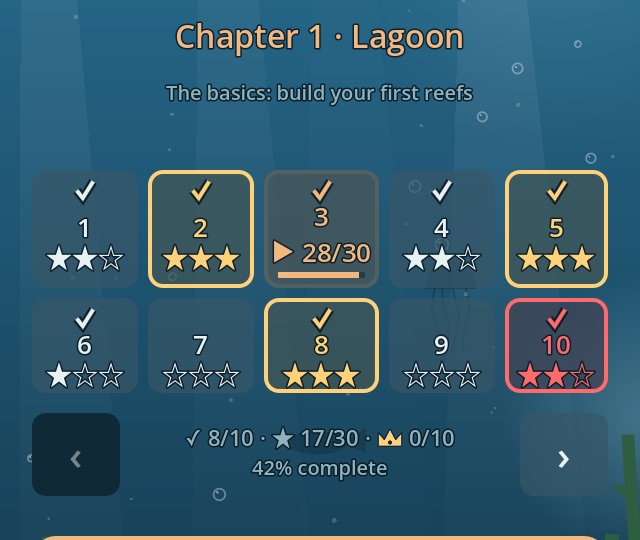 Chapter 1 · Lagoon
The basics: build your first reefs
1 2 3 4 5
28/30
6 7 8 9 10
✓ 8/10 · ★ 17/30 · 👑 0/10
42% complete